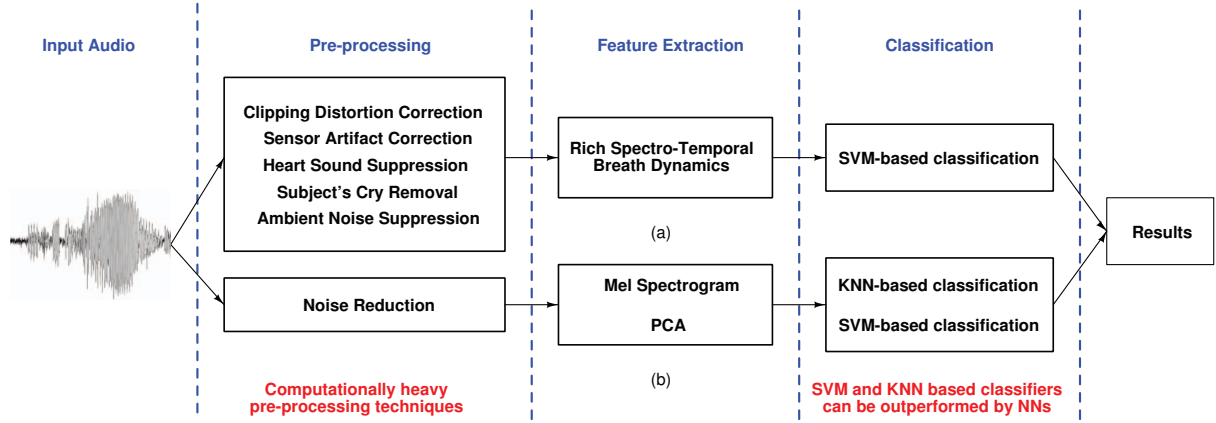 Input Audio
Pre-processing
Feature Extraction
Classification
Clipping Distortion Correction
Sensor Artifact Correction
Heart Sound Suppression
Subject's Cry Removal
Ambient Noise Suppression
Rich Spectro-Temporal
Breath Dynamics
SVM-based classification
(a)
Results
Noise Reduction
Mel Spectrogram
PCA
KNN-based classification
SVM-based classification
(b)
Computationally heavy
pre-processing techniques
SVM and KNN based classifiers
can be outperformed by NNs